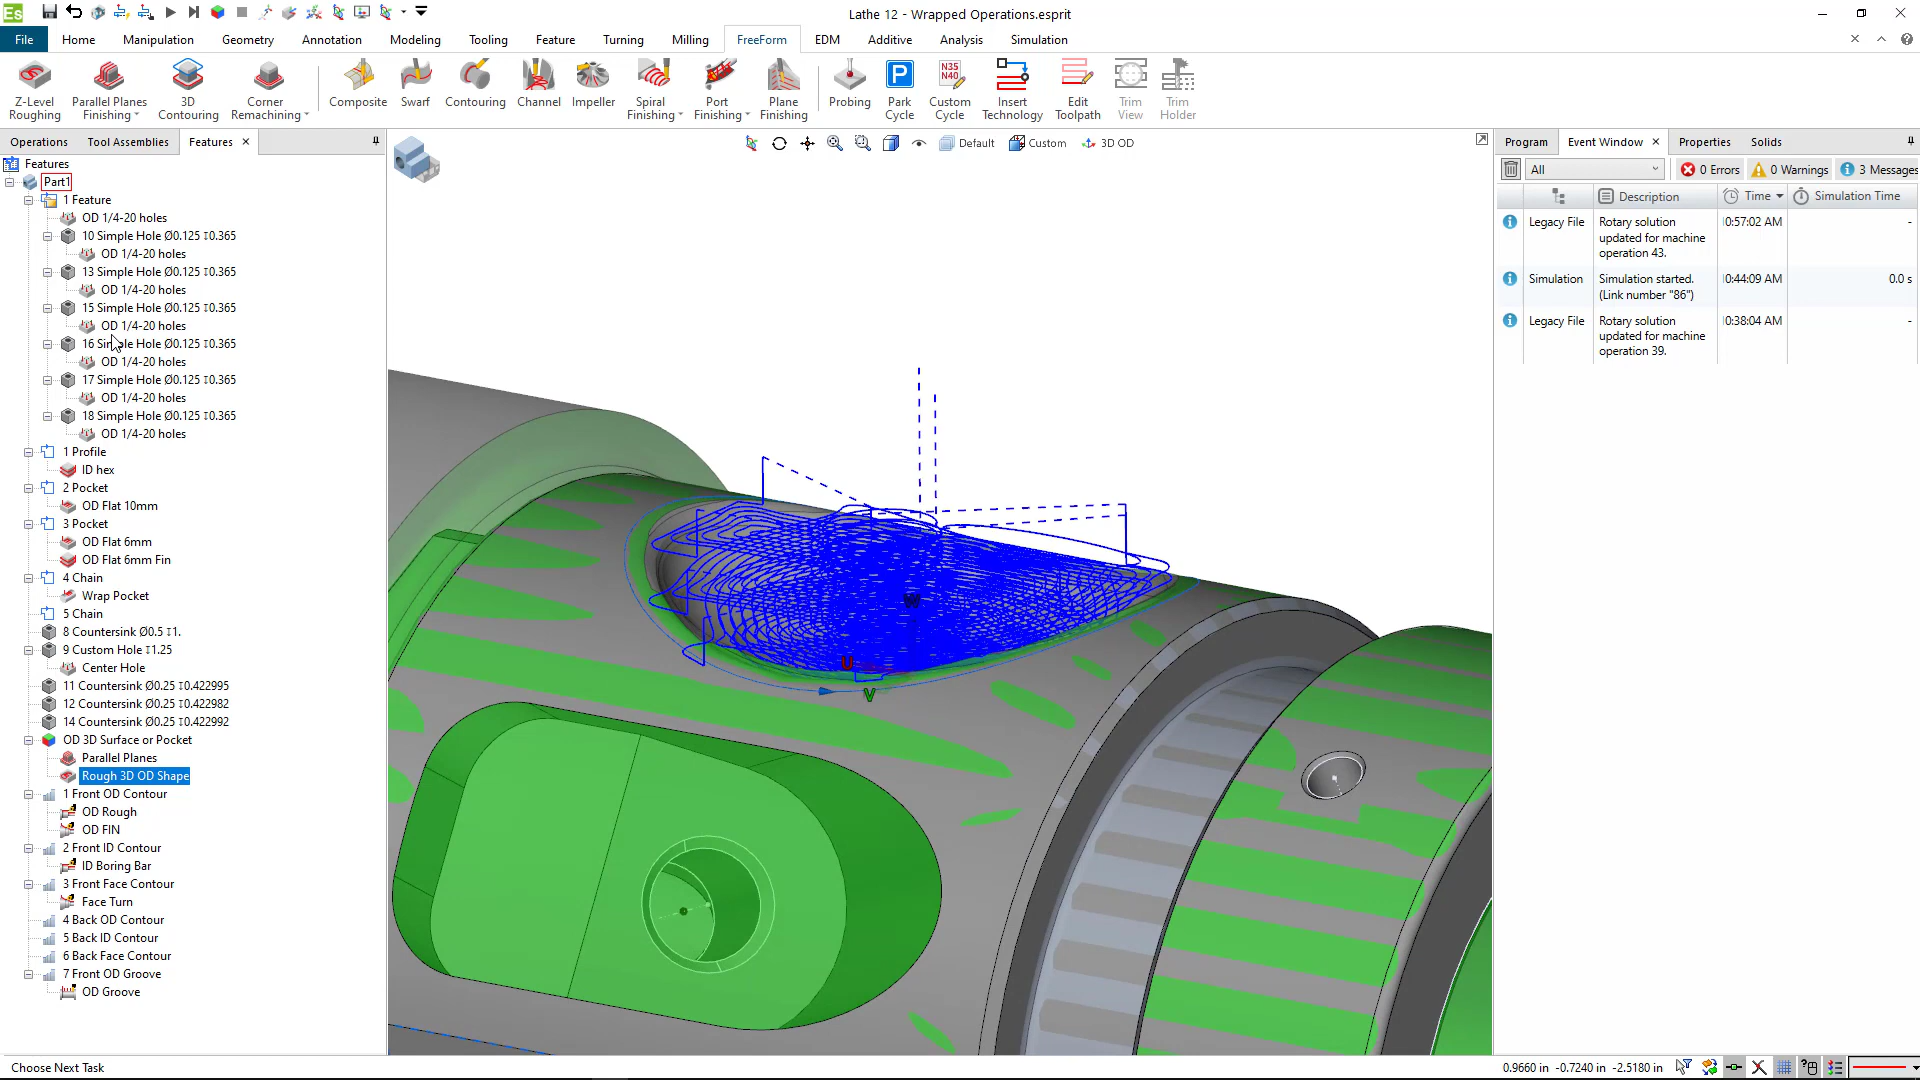 Es
Lathe 12 - Wrapped Operations.esprit
File Home Manipulation Geometry Annotation Modeling Tooling Feature Turning Milling FreeForm EDM Additive Analysis Simulation
Z-Level Roughing
Parallel Planes Finishing
3D Contouring
Corner Remachining
Composite
Swarf
Contouring
Channel
Impeller
Spiral Finishing
Port Finishing
Plane Finishing
Probing
P
Park Cycle
N35
N40
Custom Cycle
Insert Technology
Edit Toolpath
Trim View
Trim Holder
Operations Tool Assemblies Features
Default Custom 3D OD
Features
Part1
1 Feature
OD 1/4-20 holes
10 Simple Hole Ø0.125 ↧0.365
OD 1/4-20 holes
13 Simple Hole Ø0.125 ↧0.365
OD 1/4-20 holes
15 Simple Hole Ø0.125 ↧0.365
OD 1/4-20 holes
16 Simple Hole Ø0.125 ↧0.365
OD 1/4-20 holes
17 Simple Hole Ø0.125 ↧0.365
OD 1/4-20 holes
18 Simple Hole Ø0.125 ↧0.365
OD 1/4-20 holes
1 Profile
ID hex
2 Pocket
OD Flat 10mm
3 Pocket
OD Flat 6mm
OD Flat 6mm Fin
4 Chain
Wrap Pocket
5 Chain
8 Countersink Ø0.5 ↧1.
9 Custom Hole ↧1.25
Center Hole
11 Countersink Ø0.25 ↧0.422995
12 Countersink Ø0.25 ↧0.422982
14 Countersink Ø0.25 ↧0.422992
OD 3D Surface or Pocket
Parallel Planes
Rough 3D OD Shape
1 Front OD Contour
OD Rough
OD FIN
2 Front ID Contour
ID Boring Bar
3 Front Face Contour
Face Turn
4 Back OD Contour
5 Back ID Contour
6 Back Face Contour
7 Front OD Groove
OD Groove
W
U
V
Program Event Window Properties Solids
All 0 Errors 0 Warnings 3 Messages
Description Time Simulation Time
Legacy File Rotary solution 0:57:02 AM -
updated for machine
operation 43.
Simulation Simulation started. 0:44:09 AM 0.0 s
(Link number "86")
Legacy File Rotary solution 0:38:04 AM -
updated for machine
operation 39.
Choose Next Task
0.9660 in -0.7240 in -2.5180 in